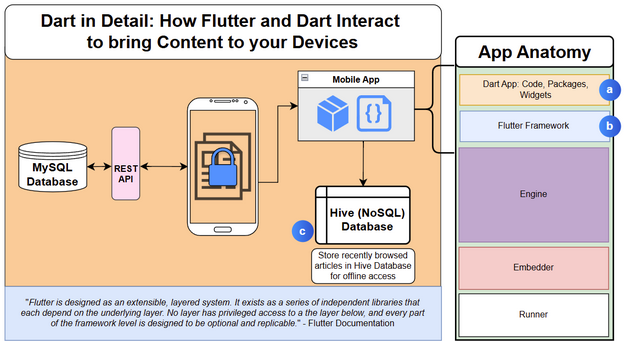 Dart in Detail: How Flutter and Dart Interact
to bring Content to your Devices
MySQL
Database
REST
API
Mobile App
{}
c
Hive (NoSQL)
Database
Store recently browsed
articles in Hive Database
for offline access
"Flutter is designed as an extensible, layered system. It exists as a series of independent libraries that
each depend on the underlying layer. No layer has privileged access to a the layer below, and every part
of the framework level is designed to be optional and replicable." - Flutter Documentation
App Anatomy
Dart App: Code, Packages,
Widgets
a
Flutter Framework
b
Engine
Embedder
Runner